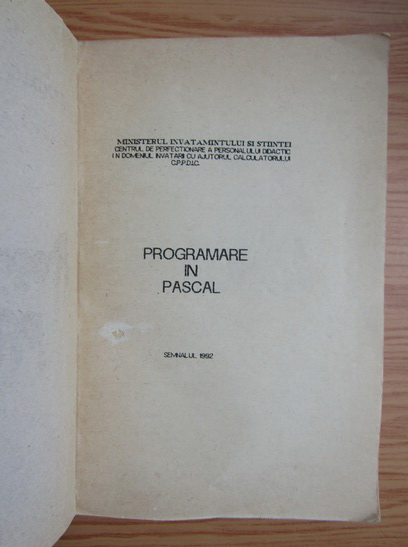 MINISTERUL INVATAMINTULUI SI STIINTEI
CENTRUL DE PERFECTIONARE A PERSONALULUI DIDACTIC
IN DOMENIUL INVATARII CU AJUTORUL CALCULATORULUI
C.P.P.D.I.C.
PROGRAMARE
IN
PASCAL
SEMNALUL 1992